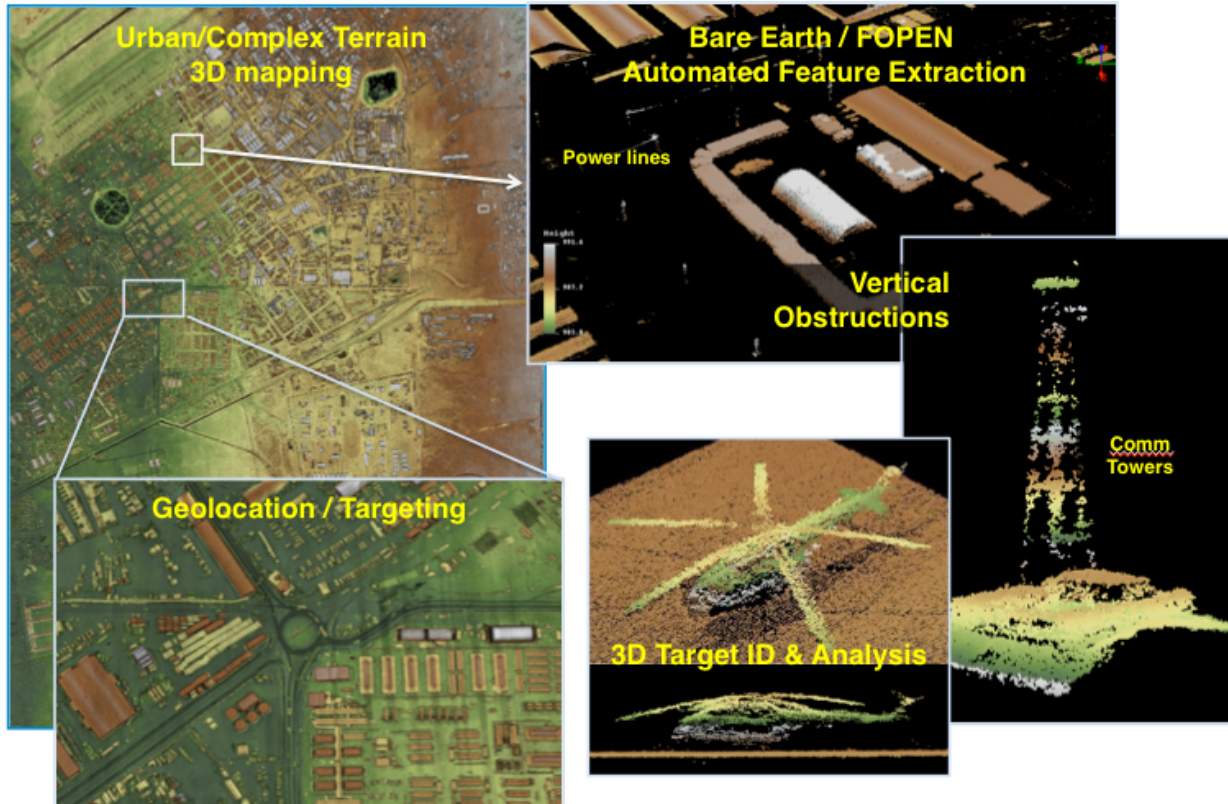 Urban/Complex Terrain
3D mapping
Bare Earth / FOPEN
Automated Feature Extraction
Power lines
Height
Vertical
Obstructions
Comm
Towers
Geolocation / Targeting
3D Target ID & Analysis